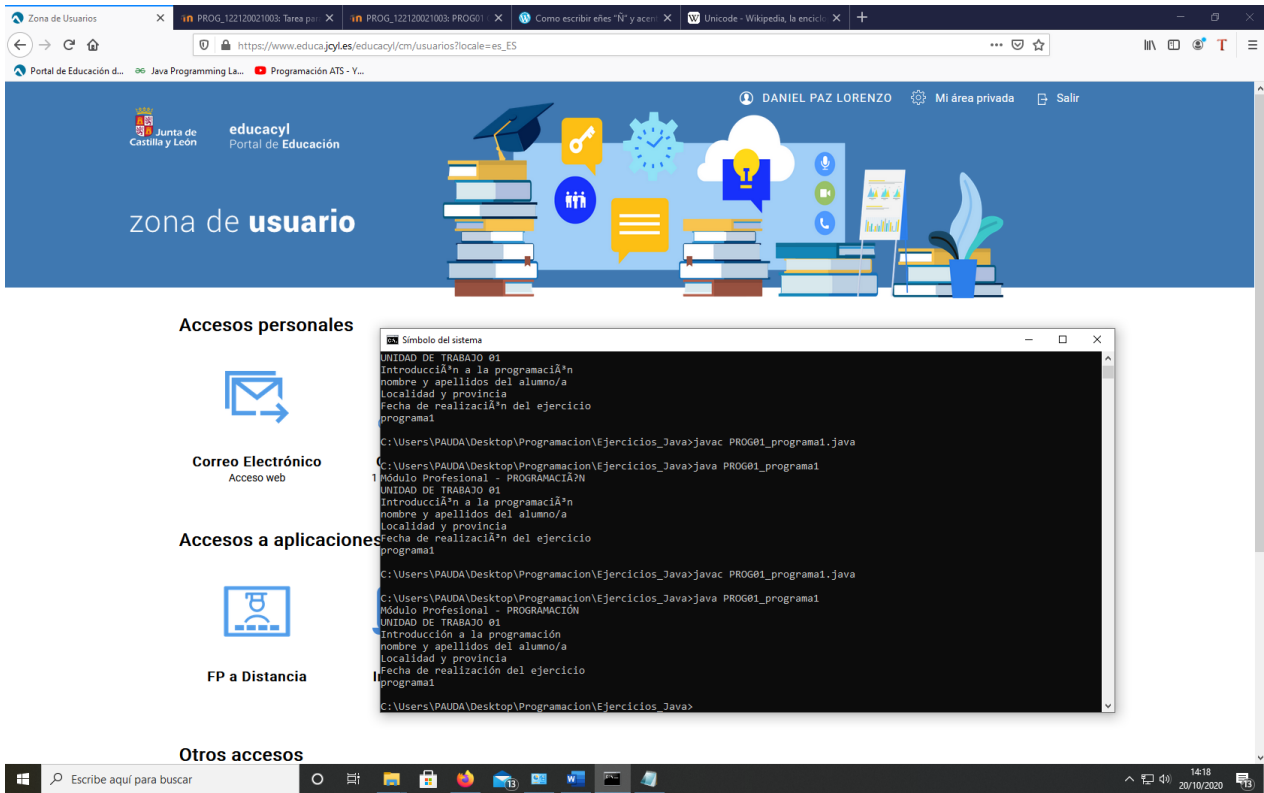 Zona de Usuarios
PROG_122120021003: Tarea par
PROG_122120021003: PROG01
Como escribir eñes "Ñ" y acent
Unicode - Wikipedia, la encicl
https://www.educa.jcyl.es/educacyl/cm/usuarios?locale=es_ES
Portal de Educación d...
Java Programming La...
Programación ATS - Y...
DANIEL PAZ LORENZO
Mi área privada
Salir
Junta de
Castilla y León
educacyl
Portal de Educación
zona de usuario
Accesos personales
Correo Electrónico
Acceso web
Accesos a aplicaciones
FP a Distancia
Otros accesos
Símbolo del sistema
UNIDAD DE TRABAJO 01
IntroducciÃ³n a la programaciÃ³n
nombre y apellidos del alumno/a
Localidad y provincia
Fecha de realizaciÃ³n del ejercicio
programa1
C:\Users\PAUDA\Desktop\Programacion\Ejercicios_Java>javac PROG01_programa1.java
C:\Users\PAUDA\Desktop\Programacion\Ejercicios_Java>java PROG01_programa1
Módulo Profesional - PROGRAMACIÃ?N
UNIDAD DE TRABAJO 01
IntroducciÃ³n a la programaciÃ³n
nombre y apellidos del alumno/a
Localidad y provincia
Fecha de realizaciÃ³n del ejercicio
programa1
C:\Users\PAUDA\Desktop\Programacion\Ejercicios_Java>javac PROG01_programa1.java
C:\Users\PAUDA\Desktop\Programacion\Ejercicios_Java>java PROG01_programa1
Módulo Profesional - PROGRAMACIÓN
UNIDAD DE TRABAJO 01
Introducción a la programación
nombre y apellidos del alumno/a
Localidad y provincia
Fecha de realización del ejercicio
programa1
C:\Users\PAUDA\Desktop\Programacion\Ejercicios_Java>
Escribe aquí para buscar
13
14:18
20/10/2020
13